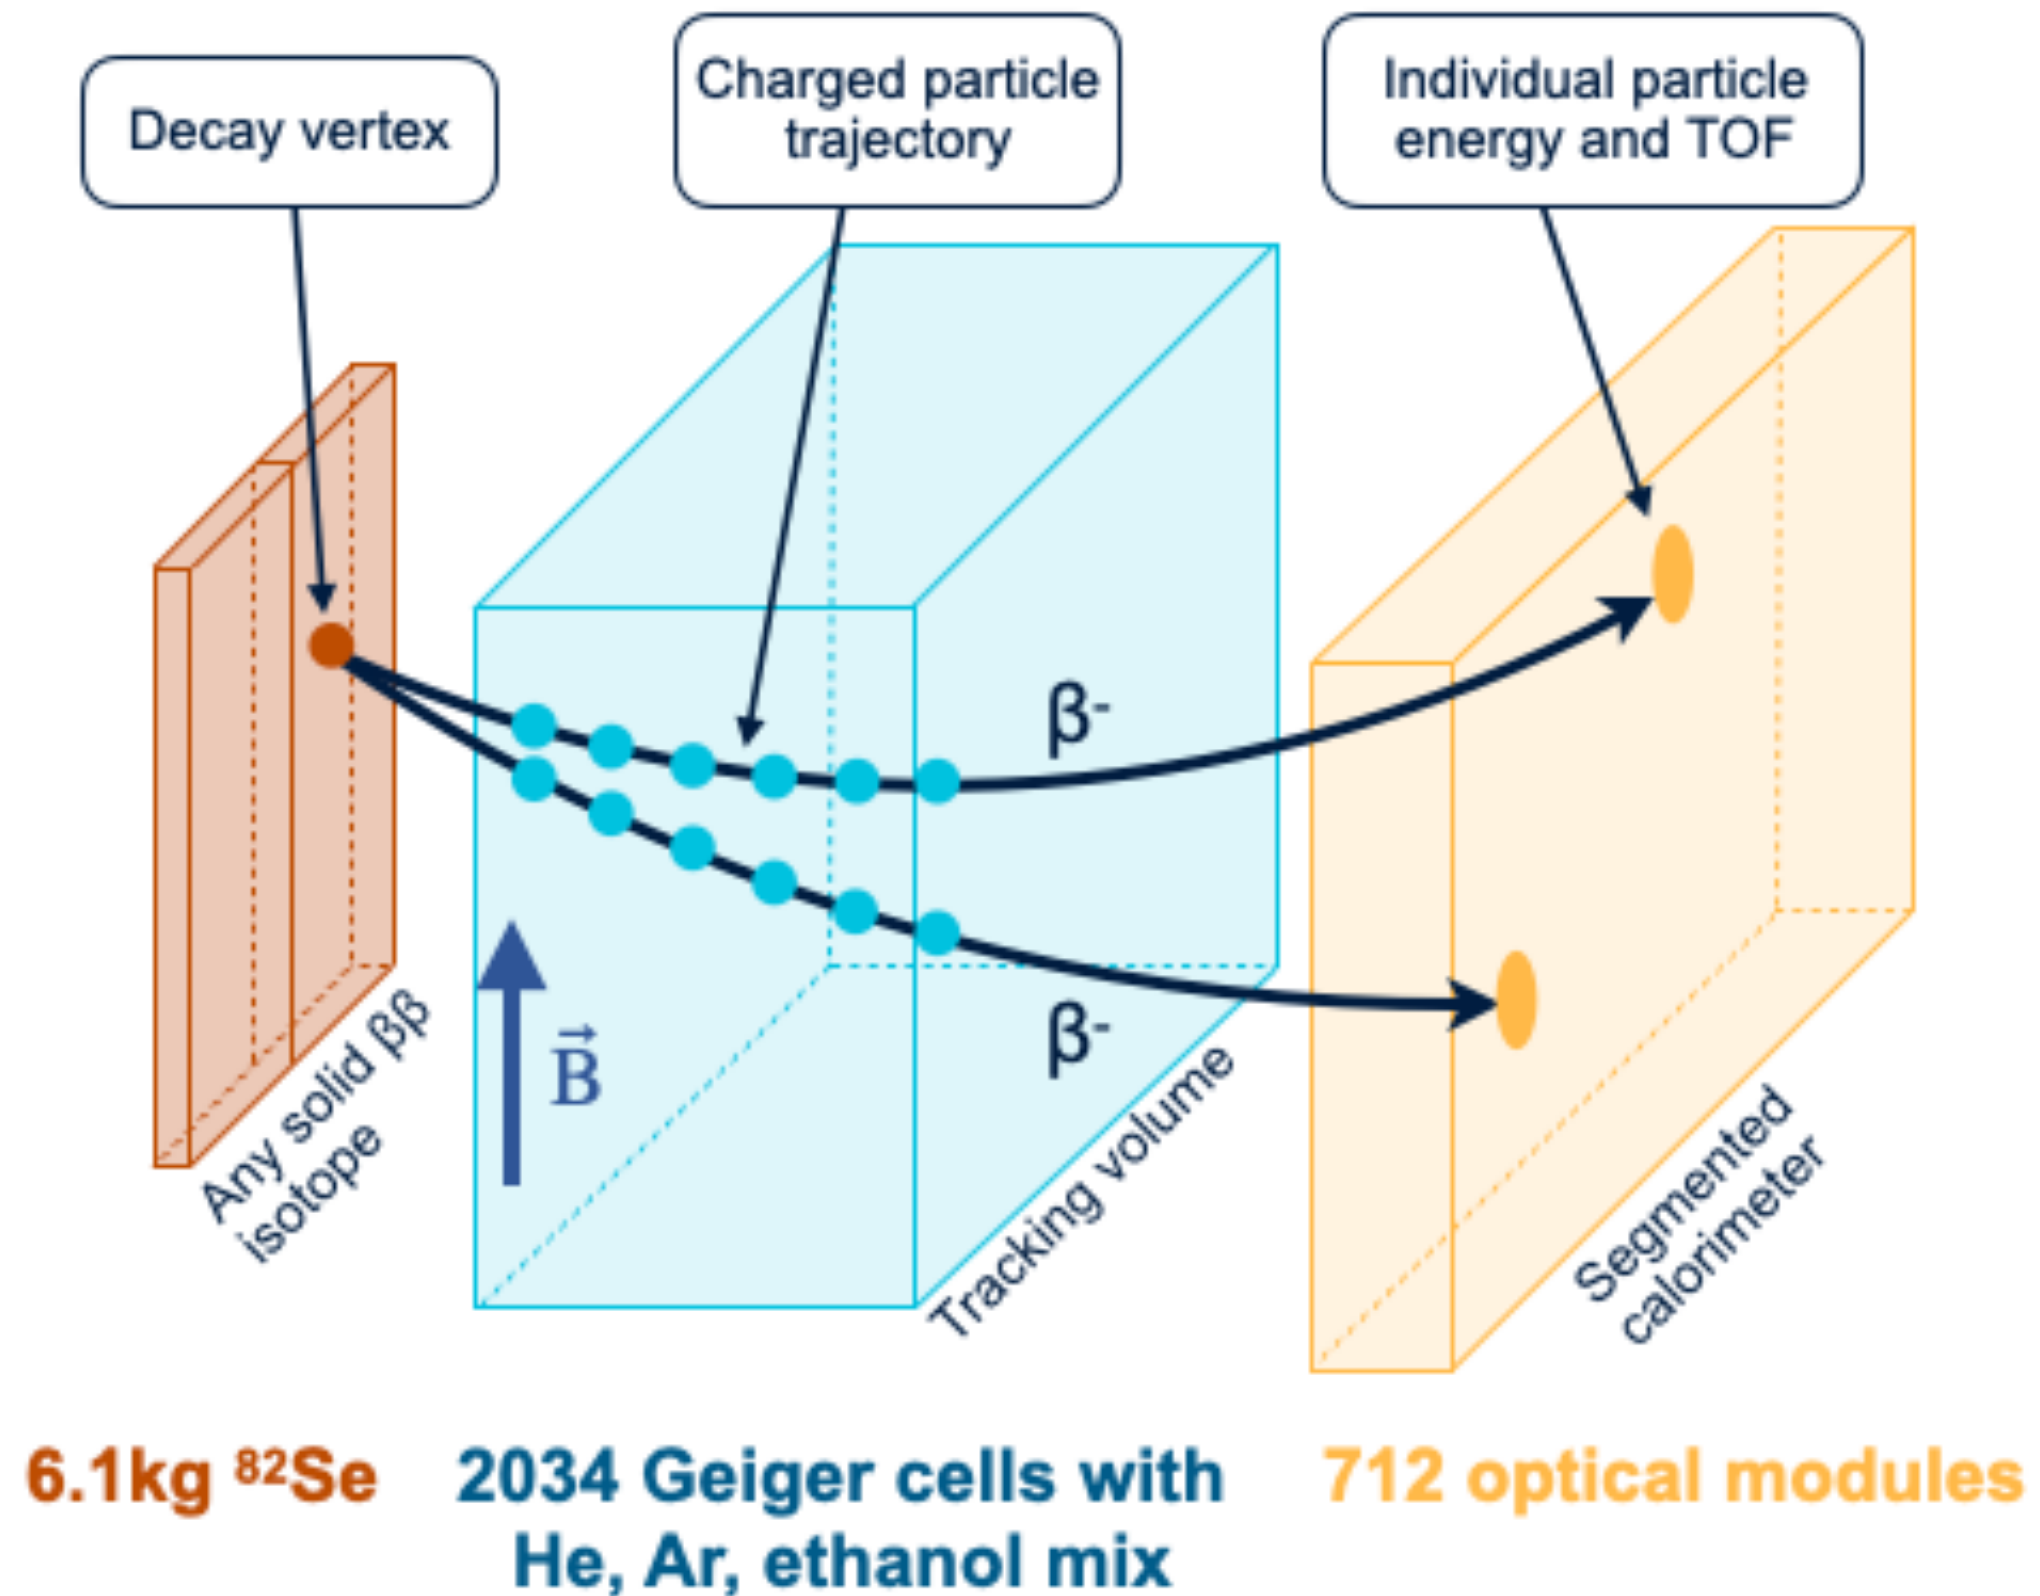 Decay vertex
Charged particle
trajectory
Individual particle
energy and TOF
β-
β-
B⃗
Any solid ββ
isotope
Tracking volume
Segmented
calorimeter
6.1kg ⁸²Se
2034 Geiger cells with
He, Ar, ethanol mix
712 optical modules